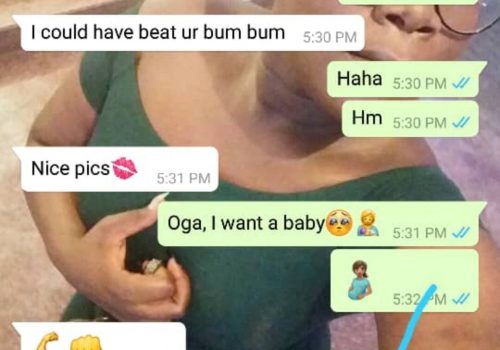 I could have beat ur bum bum 5:30 PM
Haha 5:30 PM
Hm 5:30 PM
Nice pics💋 5:31 PM
Oga, I want a baby🥺👩‍🍼 5:31 PM
🤰🏽 5:32 PM
💪👊